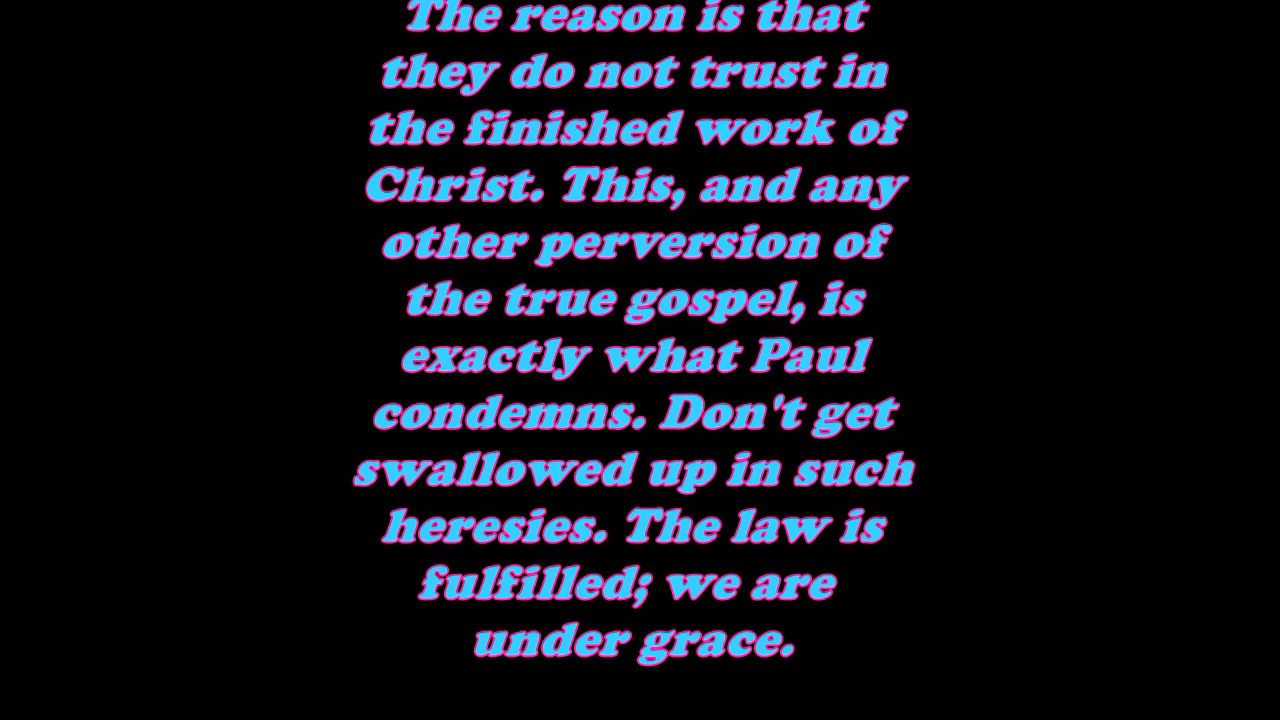 The reason is that
they do not trust in
the finished work of
Christ. This, and any
other perversion of
the true gospel, is
exactly what Paul
condemns. Don't get
swallowed up in such
heresies. The law is
fulfilled; we are
under grace.